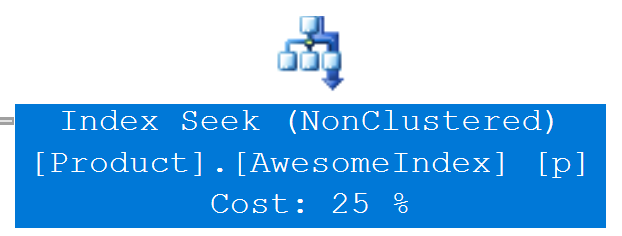 Index Seek (NonClustered)
[Product].[AwesomeIndex] [p]
Cost: 25 %